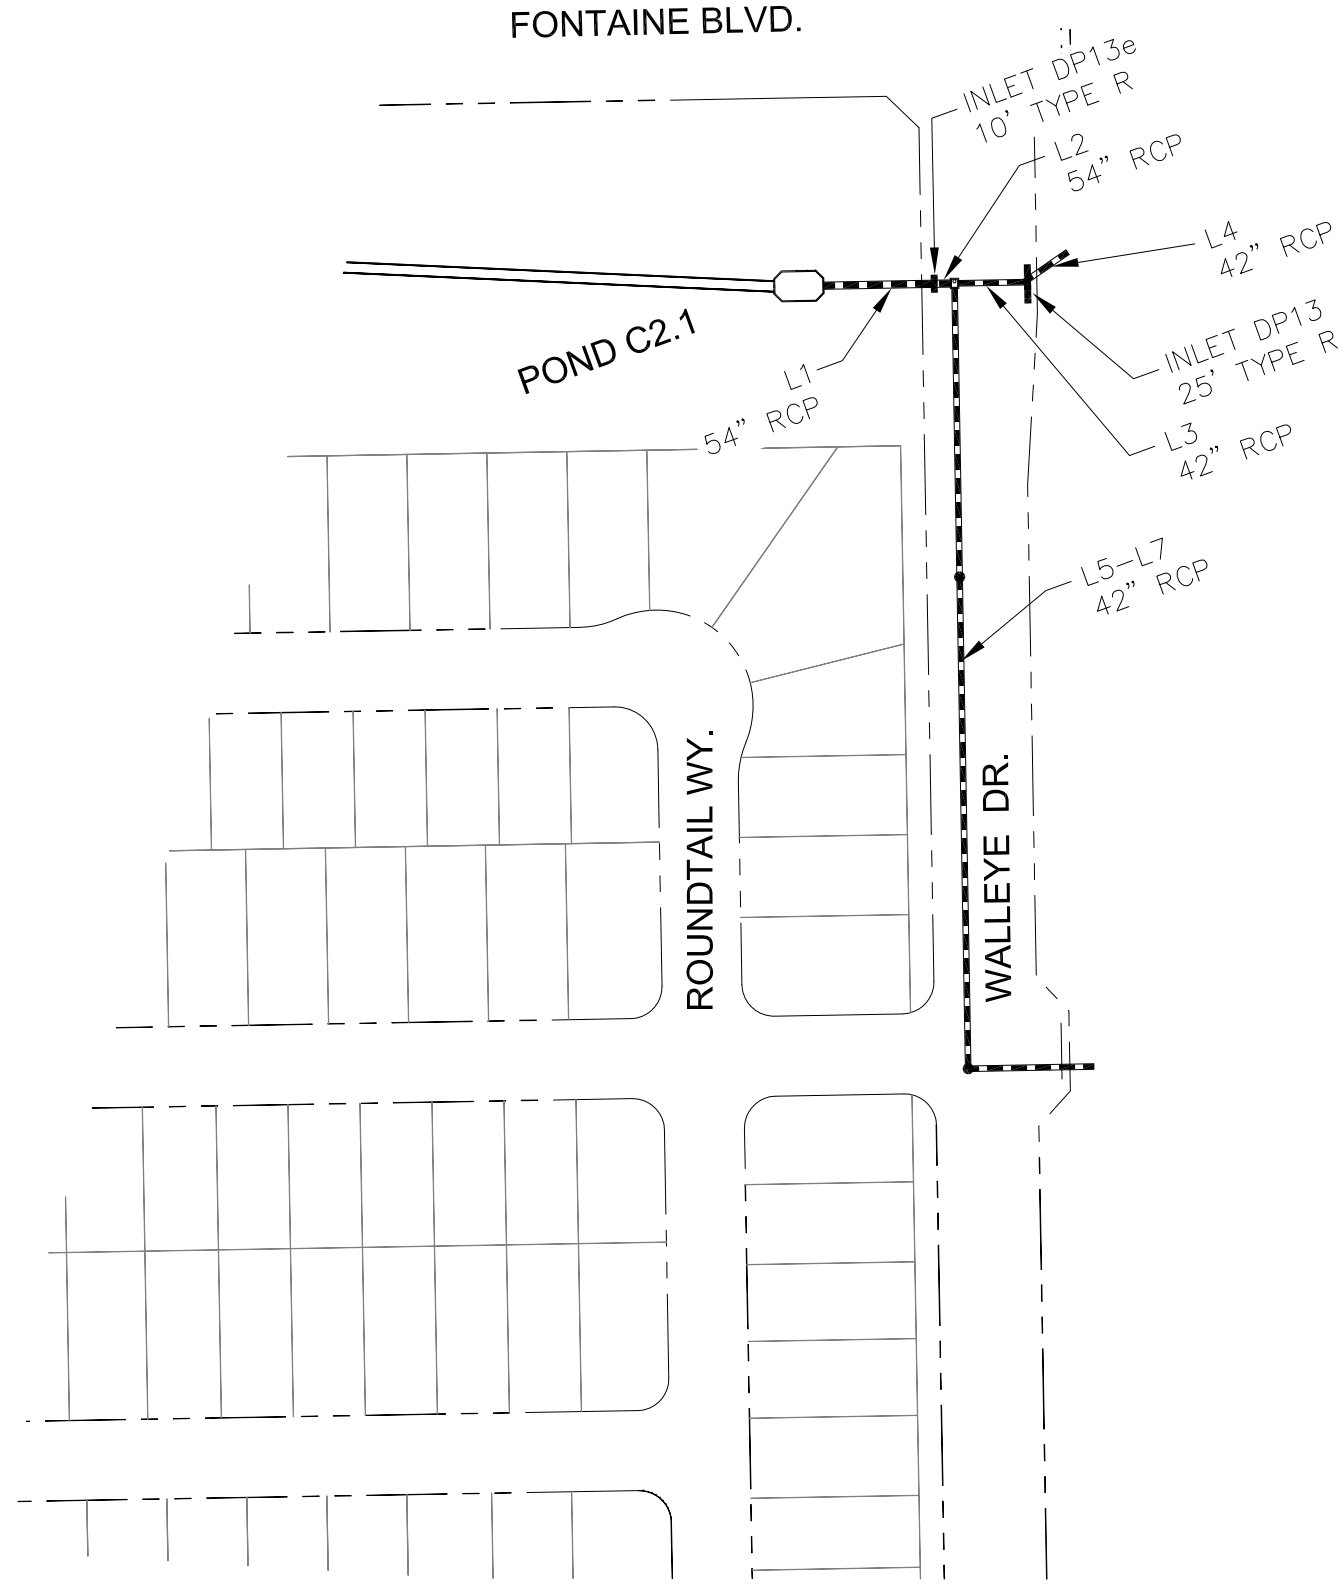 FONTAINE BLVD.
INLET DP13e
10' TYPE R
L2
54" RCP
L4
42" RCP
INLET DP13
25' TYPE R
L3
42" RCP
POND C2.1
L1
54" RCP
L5-L7
42" RCP
ROUNDTAIL WY.
WALLEYE DR.